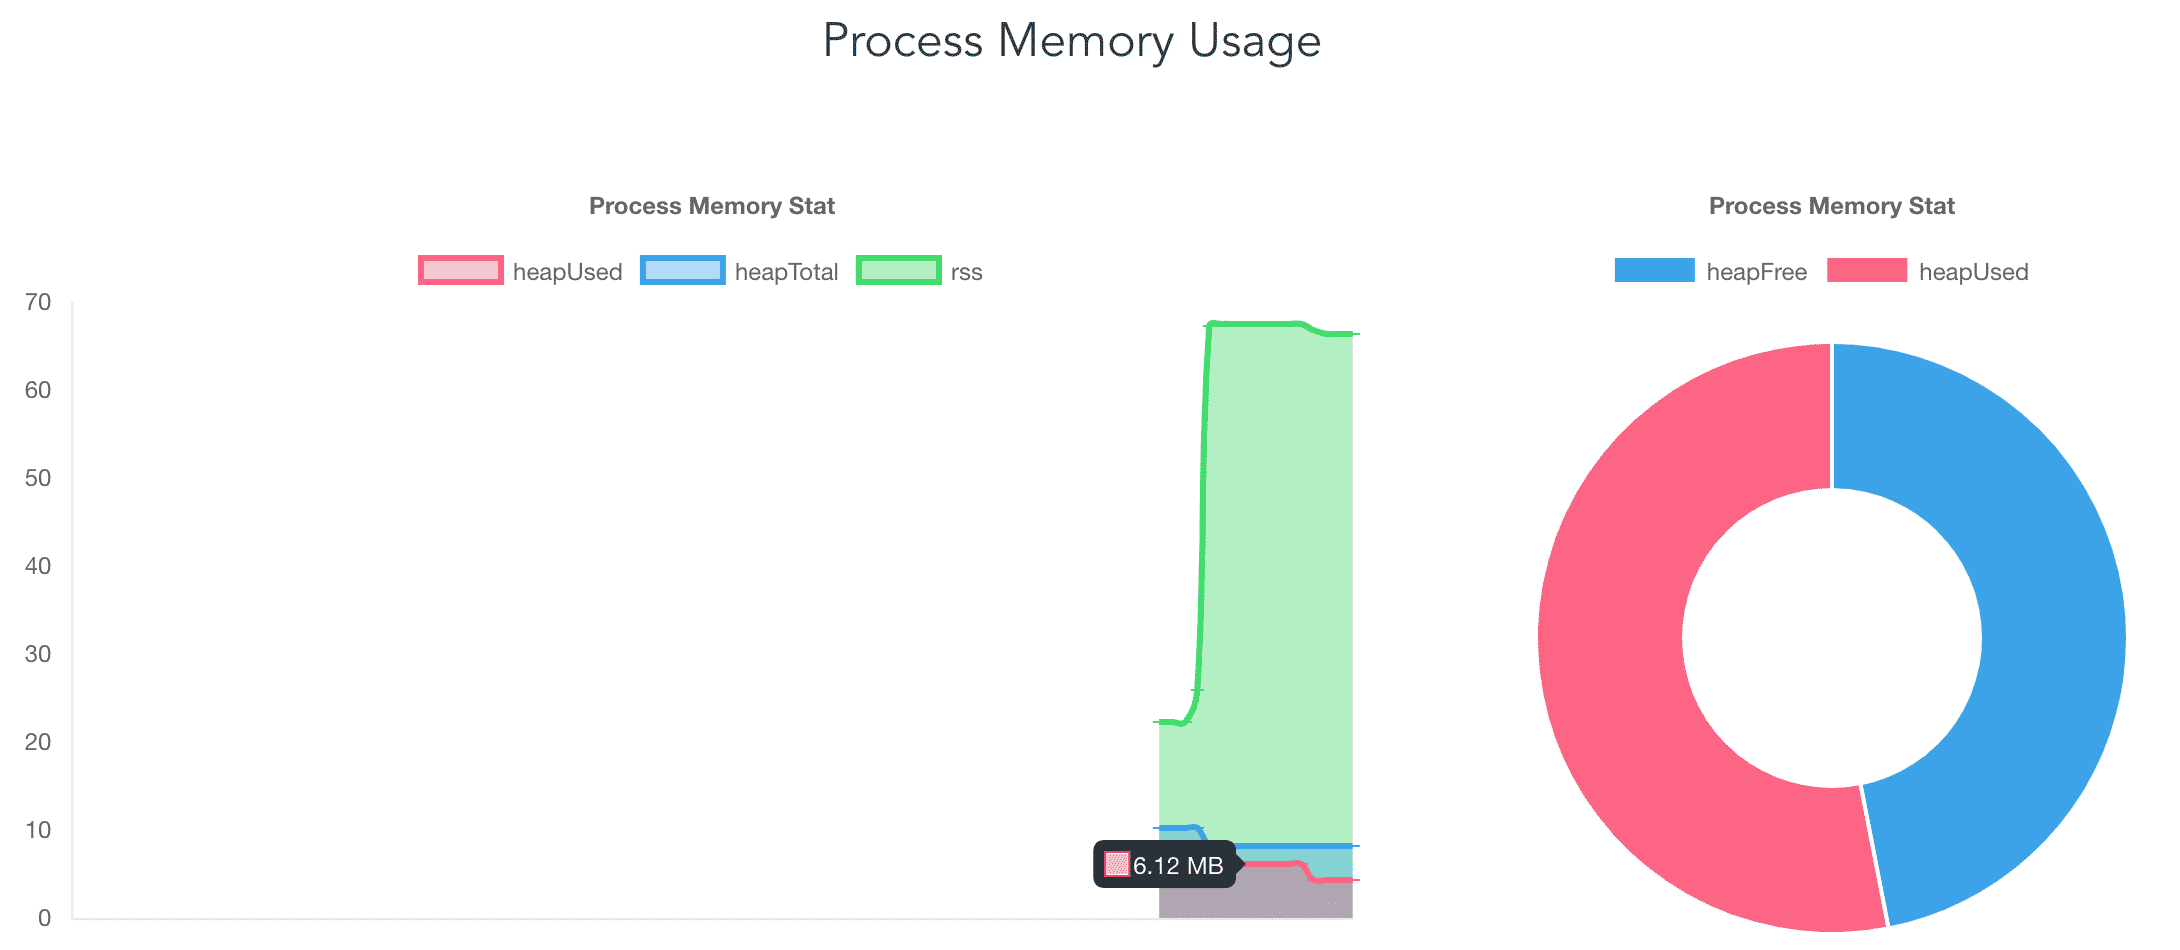 Process Memory Usage
Process Memory Stat
heapUsed heapTotal rss
70
60
50
40
30
20
10
0
6.12 MB
Process Memory Stat
heapFree heapUsed